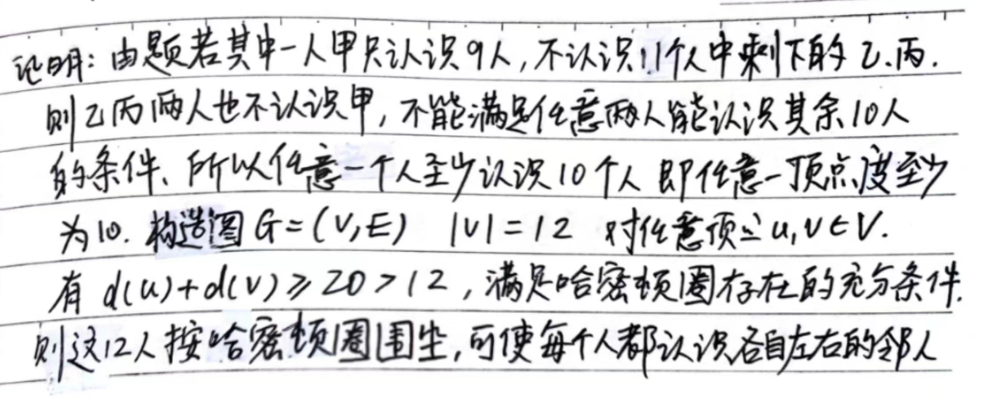 证明：由题若其中一人甲只认识9人，不认识11个人中剩下的乙.丙.
则乙丙两人也不认识甲，不能满足任意两人能认识其余10人
的条件、所以任意一个人至少认识10个人 即任意一顶点度至少
为10. 构造图G=(V,E) |V|=12 对任意顶点u,v∈V.
有 d(u)+d(v)≥20>12，满足哈密顿圈存在的充分条件.
则这12人按哈密顿圈围坐，可使每个人都认识各自左右的邻人